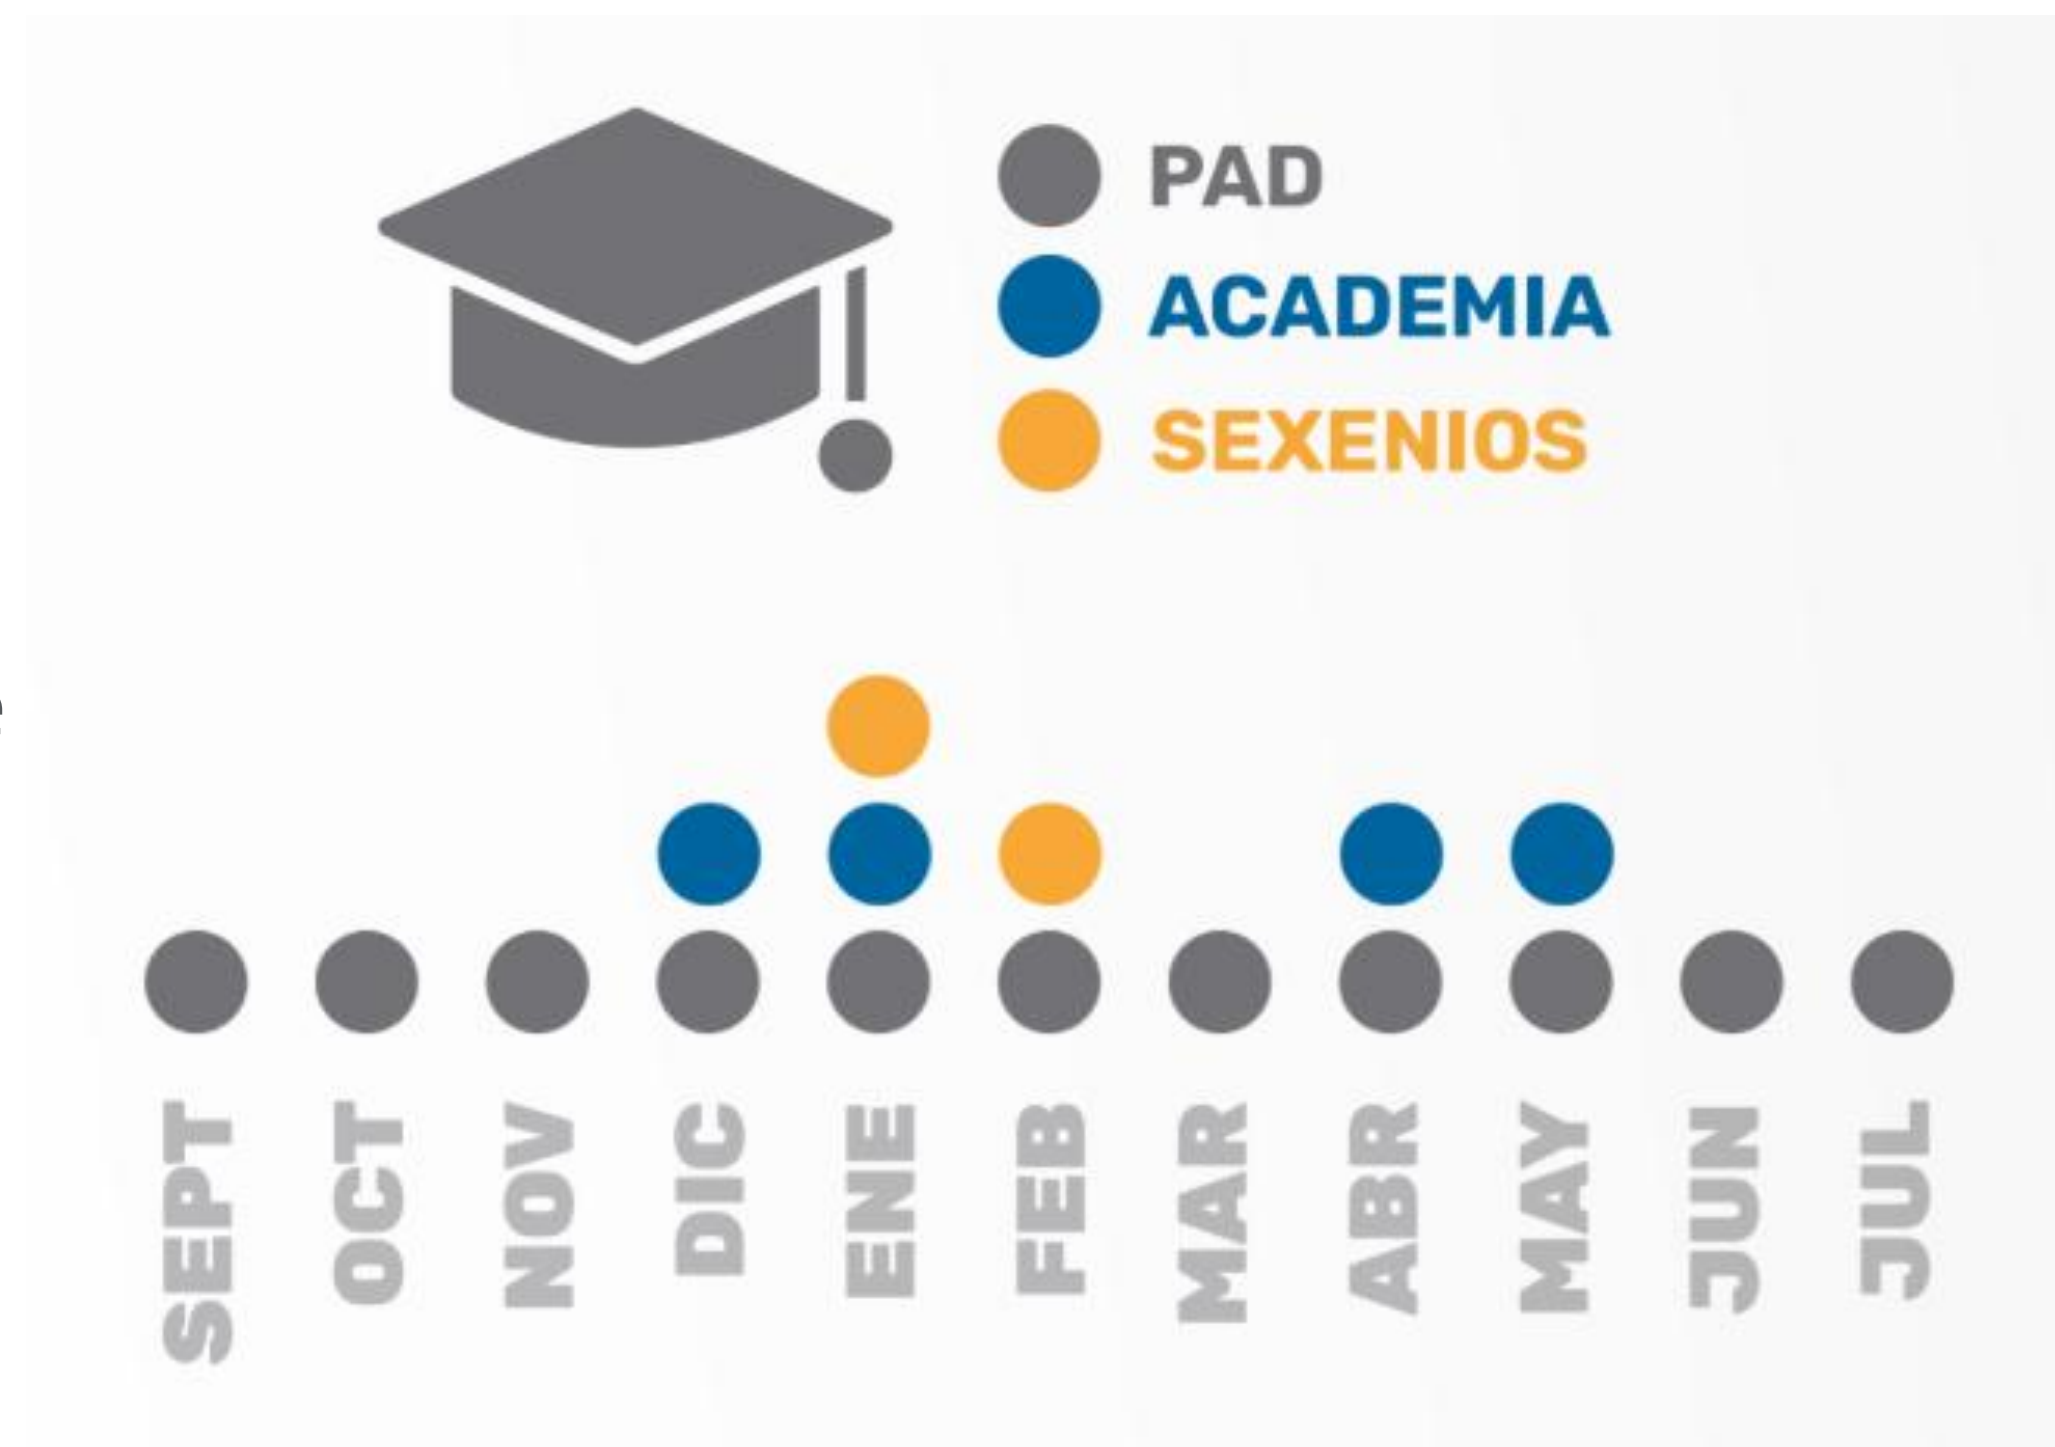 PAD
ACADEMIA
SEXENIOS
SEPT
OCT
NOV
DIC
ENE
FEB
MAR
ABR
MAY
JUN
JUL